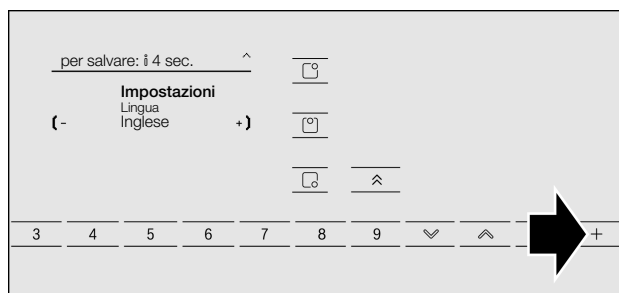 per salvare: i 4 sec. ^
Impostazioni
Lingua
(- Inglese +)
3 4 5 6 7 8 9 +